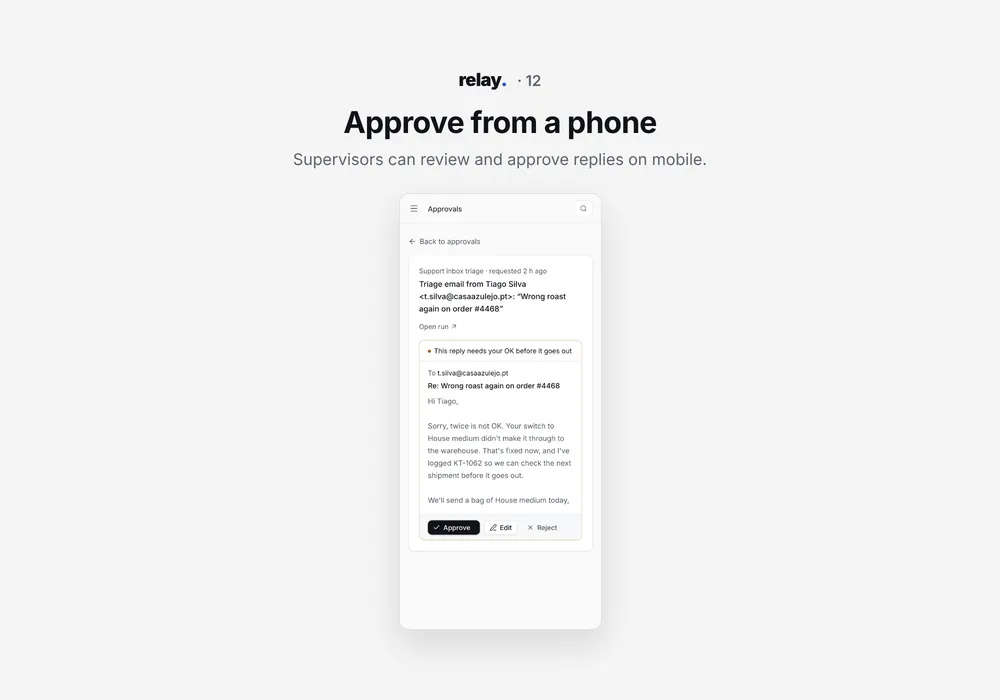 relay. · 12
Approve from a phone
Supervisors can review and approve replies on mobile.
Approvals
Back to approvals
Support inbox triage · requested 2 h ago
Triage email from Tiago Silva
<t.silva@casaazulejo.pt>: “Wrong roast
again on order #4468”
Open run
This reply needs your OK before it goes out
To t.silva@casaazulejo.pt
Re: Wrong roast again on order #4468
Hi Tiago,
Sorry, twice is not OK. Your switch to
House medium didn't make it through to
the warehouse. That's fixed now, and I've
logged KT-1062 so we can check the next
shipment before it goes out.
We'll send a bag of House medium today,
Approve Edit Reject